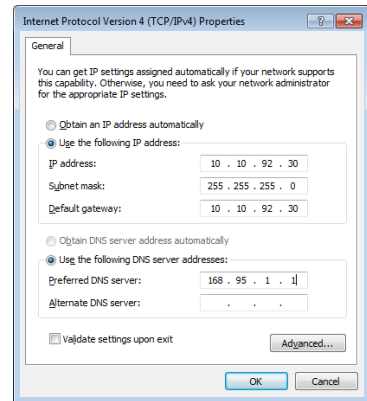 Internet Protocol Version 4 (TCP/IPv4) Properties
General
You can get IP settings assigned automatically if your network supports
this capability. Otherwise, you need to ask your network administrator
for the appropriate IP settings.
Obtain an IP address automatically
Use the following IP address:
IP address: 10 . 10 . 92 . 30
Subnet mask: 255 . 255 . 255 . 0
Default gateway: 10 . 10 . 92 . 30
Obtain DNS server address automatically
Use the following DNS server addresses:
Preferred DNS server: 168 . 95 . 1 . 1
Alternate DNS server: . . .
Validate settings upon exit
Advanced...
OK Cancel